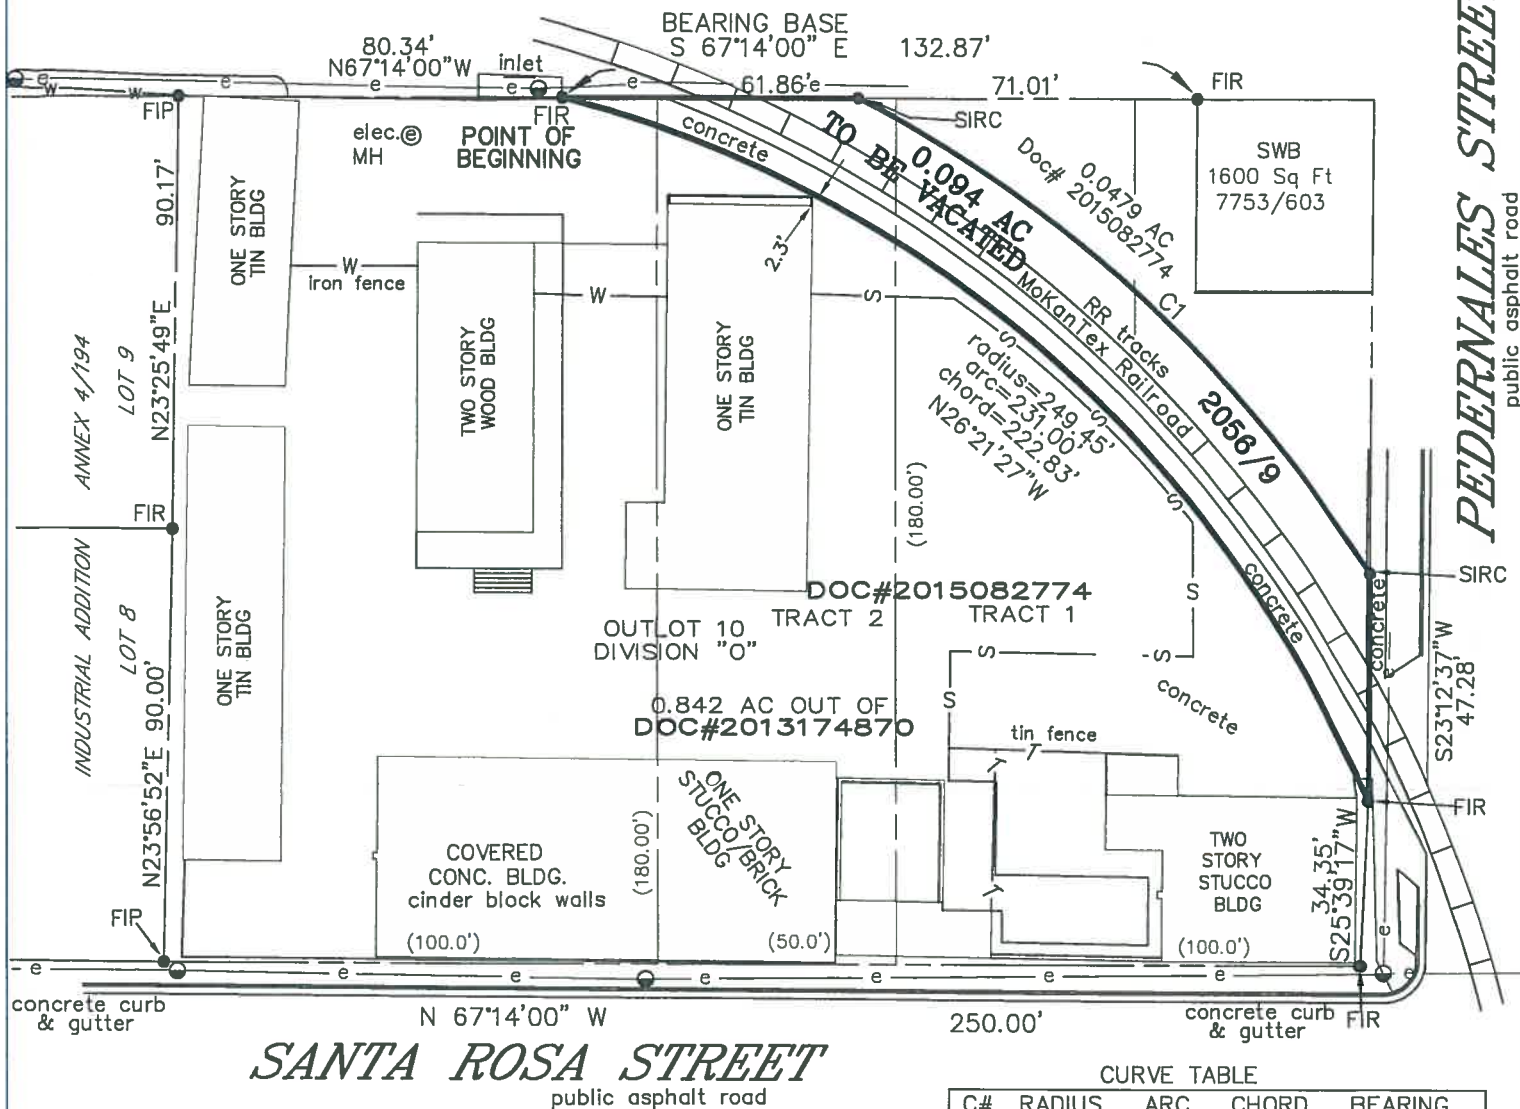 BEARING BASE
S 67°14'00" E
132.87'
80.34'
N67°14'00"W
inlet
e
e
e
e
e
W
W
61.86'
e
71.01'
FIR
FIP
FIR
SIRC
elec.
e
MH
POINT OF
BEGINNING
concrete
TO BE VACATED
0.094 AC
0.0479 AC
Doc# 2015082774
SWB
1600 Sq Ft
7753/603
PEDERNALES STREE
public asphalt road
90.17'
ONE STORY
TIN BLDG
W
iron fence
W
TWO STORY
WOOD BLDG
ONE STORY
TIN BLDG
2.3'
S
S
S
S
S
C1
RR tracks
MoKanTex Railroad
2056/9
radius=249.45'
arc=231.00'
chord=222.83'
N26°21'27"W
N23°25'49"E
ANNEX 4/194
LOT 9
FIR
(180.00')
INDUSTRIAL ADDITION
LOT 8
N23°56'52"E 90.00'
ONE STORY
TIN BLDG
DOC#2015082774
TRACT 2
TRACT 1
OUTLOT 10
DIVISION "O"
0.842 AC OUT OF
DOC#2013174870
S
-S
S
concrete
concrete
concrete
SIRC
e
S23°12'37"W
47.28'
tin fence
T
T
T
FIR
COVERED
CONC. BLDG.
cinder block walls
(180.00')
ONE STORY
STUCCO/BRICK
BLDG
TWO
STORY
STUCCO
BLDG
34.35'
S25°39'17"W
(100.0')
(50.0')
(100.0')
FIP
e
e
e
e
e
e
e
e
e
concrete curb
& gutter
N 67°14'00" W
250.00'
concrete curb
& gutter
FIR
SANTA ROSA STREET
public asphalt road
CURVE TABLE
C# RADIUS ARC CHORD BEARING